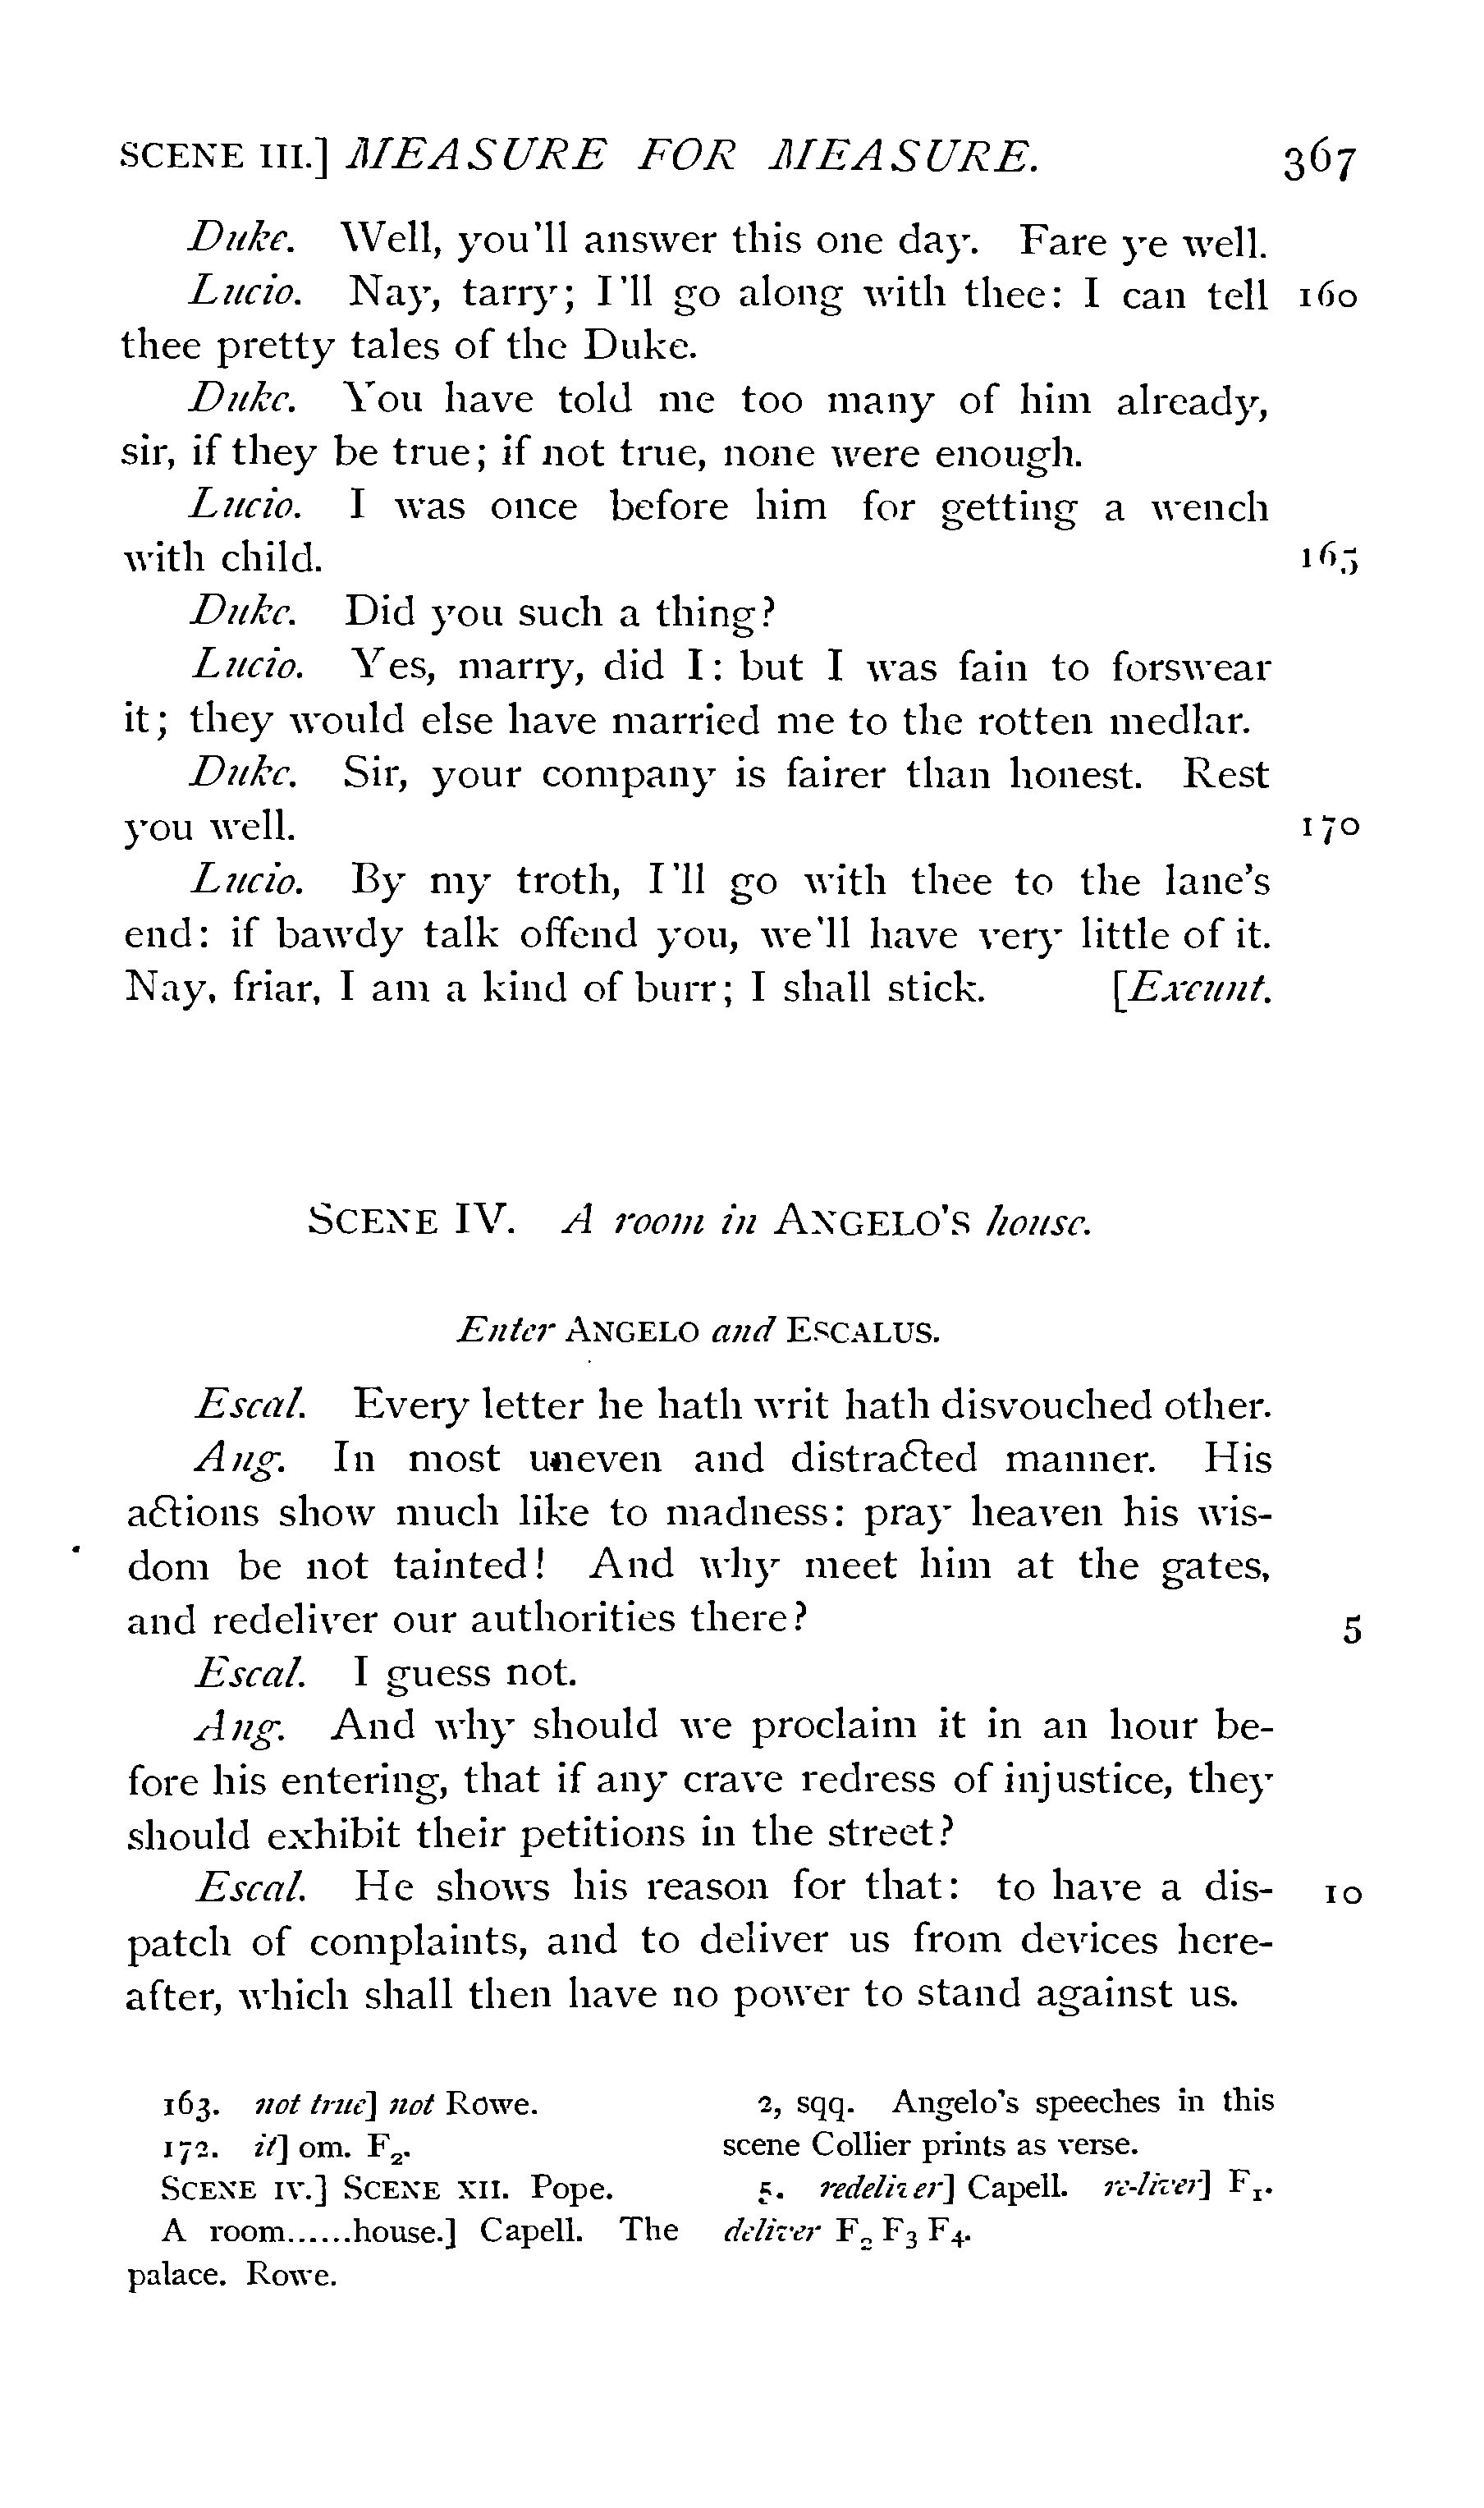 SCENE III.] MEASURE FOR MEASURE. 367
Duke. Well, you'll answer this one day. Fare ye well.
Lucio. Nay, tarry; I'll go along with thee: I can tell 160
thee pretty tales of the Duke.
Duke. You have told me too many of him already,
sir, if they be true; if not true, none were enough.
Lucio. I was once before him for getting a wench
with child. 165
Duke. Did you such a thing?
Lucio. Yes, marry, did I: but I was fain to forswear
it; they would else have married me to the rotten medlar.
Duke. Sir, your company is fairer than honest. Rest
you well. 170
Lucio. By my troth, I'll go with thee to the lane's
end: if bawdy talk offend you, we'll have very little of it.
Nay, friar, I am a kind of burr; I shall stick. [Exeunt.
SCENE IV. A room in ANGELO'S house.
Enter ANGELO and ESCALUS.
Escal. Every letter he hath writ hath disvouched other.
Ang. In most uneven and distracted manner. His
actions show much like to madness: pray heaven his wis-
dom be not tainted! And why meet him at the gates,
and redeliver our authorities there? 5
Escal. I guess not.
Ang. And why should we proclaim it in an hour be-
fore his entering, that if any crave redress of injustice, they
should exhibit their petitions in the street?
Escal. He shows his reason for that: to have a dis- 10
patch of complaints, and to deliver us from devices here-
after, which shall then have no power to stand against us.
163. not true] not Rowe.
172. it] om. F2.
SCENE IV.] SCENE XII. Pope.
A room......house.] Capell. The
palace. Rowe.
2, sqq. Angelo's speeches in this
scene Collier prints as verse.
5. redeliver] Capell. re-liver] F1.
deliver F2 F3 F4.